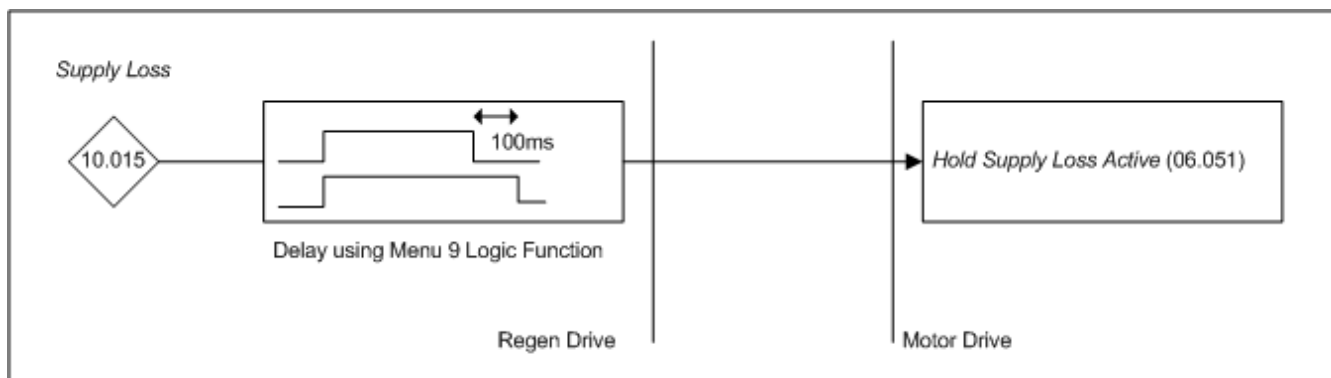 Supply Loss
10.015
100ms
Hold Supply Loss Active (06.051)
Delay using Menu 9 Logic Function
Regen Drive
Motor Drive